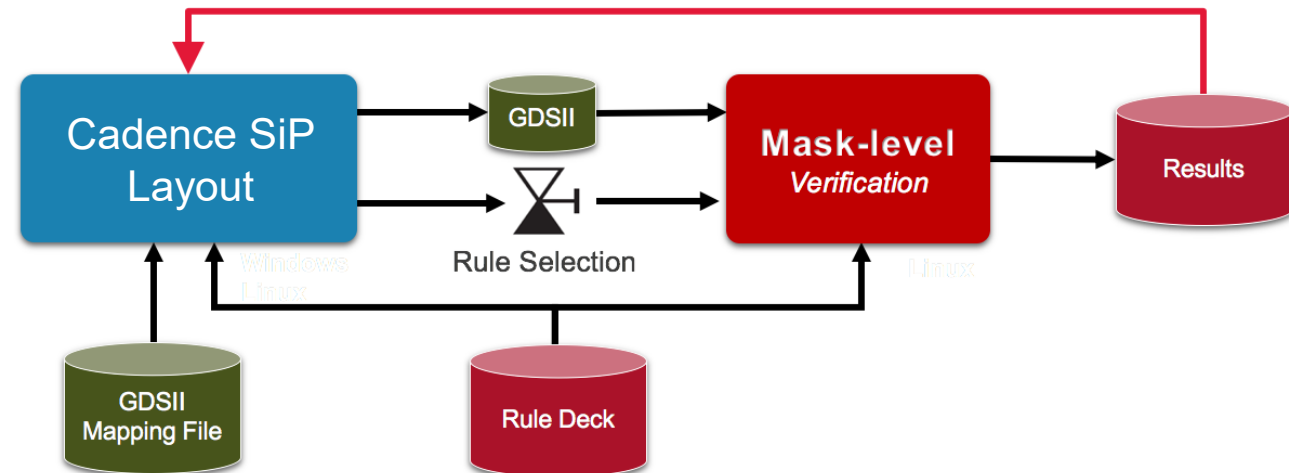 Cadence SiP
Layout
GDSII
Mask-level
Verification
Results
Windows
Linux
Rule Selection
Linux
GDSII
Mapping File
Rule Deck